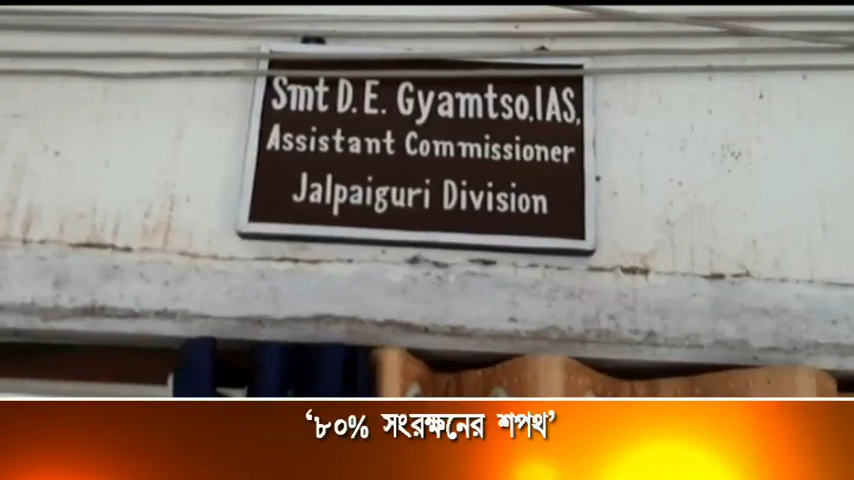 Smt D. E. Gyamtso, IAS,
Assistant Commissioner
Jalpaiguri Division
‘৮০% সংরক্ষনের শপথ’